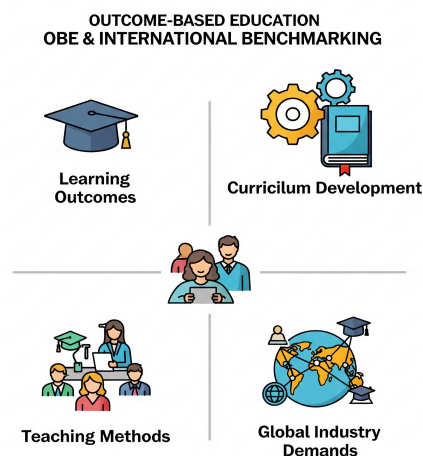 OUTCOME-BASED EDUCATION
OBE & INTERNATIONAL BENCHMARKING
Learning
Outcomes
Curricilum Development
Teaching Methods
Global Industry
Demands